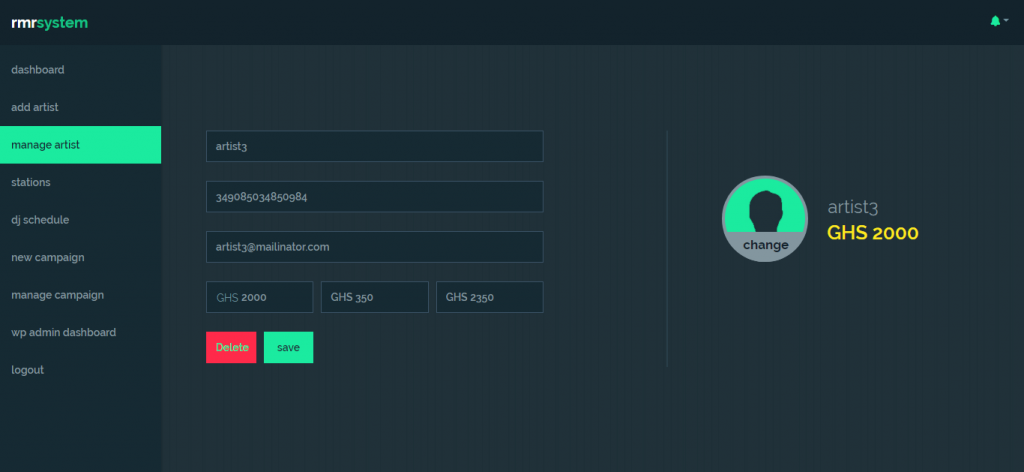 rmrsystem
dashboard
add artist
manage artist
stations
dj schedule
new campaign
manage campaign
wp admin dashboard
logout
artist3
349085034850984
artist3@mailinator.com
GHS 2000
GHS 350
GHS 2350
Delete
save
change
artist3
GHS 2000